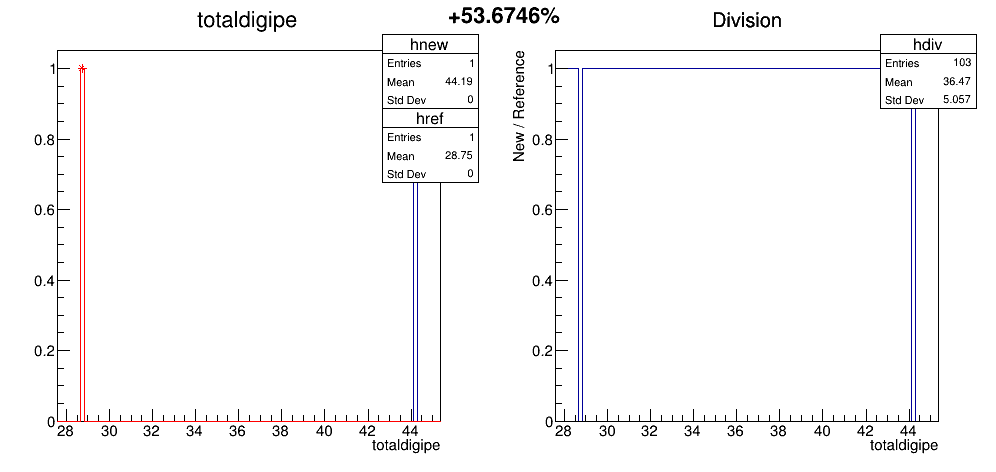 +53.6746%
totaldigipe
hnew
Entries 1
Mean 44.19
Std Dev 0
href
Entries 1
Mean 28.75
Std Dev 0
1
0.8
0.6
0.4
0.2
0
28 30 32 34 36 38 40 42 44
totaldigipe
Division
hdiv
Entries 103
Mean 36.47
Std Dev 5.057
New / Reference
1
0.8
0.6
0.4
0.2
0
28 30 32 34 36 38 40 42 44
totaldigipe